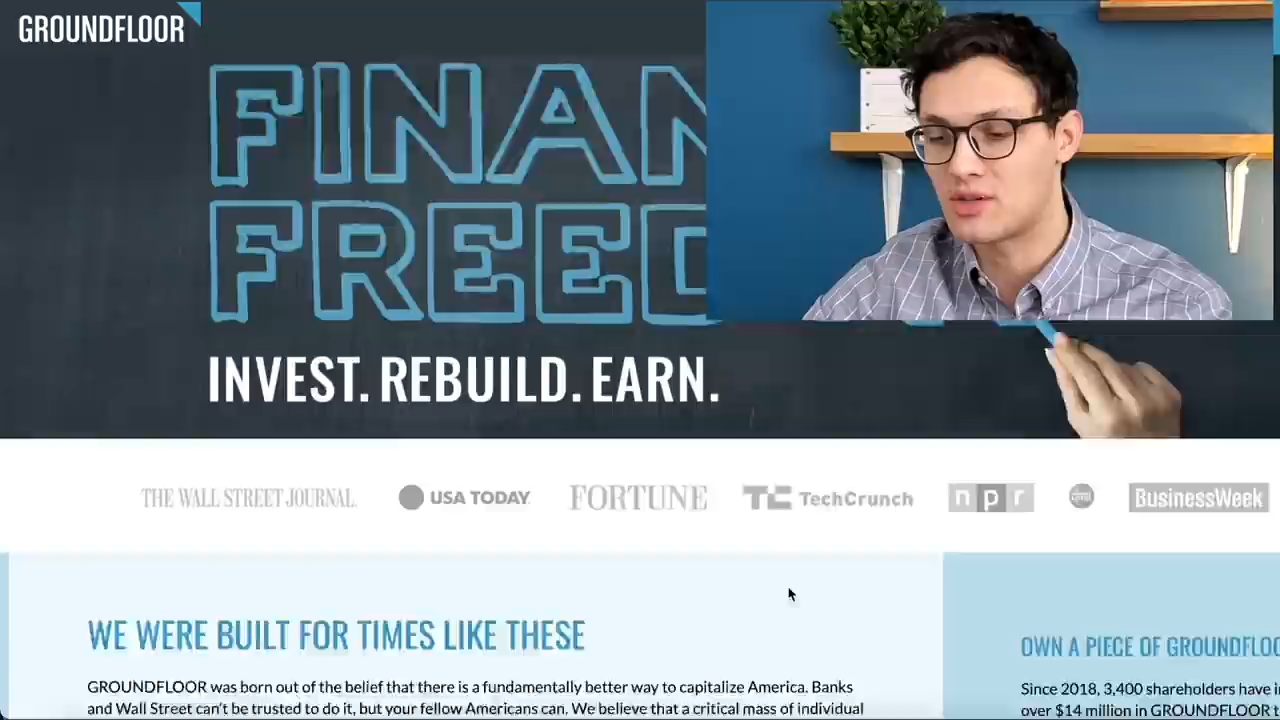 GROUNDFLOOR
FINAN
FREED
INVEST. REBUILD. EARN.
THE WALL STREET JOURNAL.
USA TODAY
FORTUNE
TC TechCrunch
npr
BusinessWeek
WE WERE BUILT FOR TIMES LIKE THESE
GROUNDFLOOR was born out of the belief that there is a fundamentally better way to capitalize America. Banks
and Wall Street can't be trusted to do it, but your fellow Americans can. We believe that a critical mass of individual
OWN A PIECE OF GROUNDFLOO
Since 2018, 3,400 shareholders have i
over $14 million in GROUNDFLOOR t